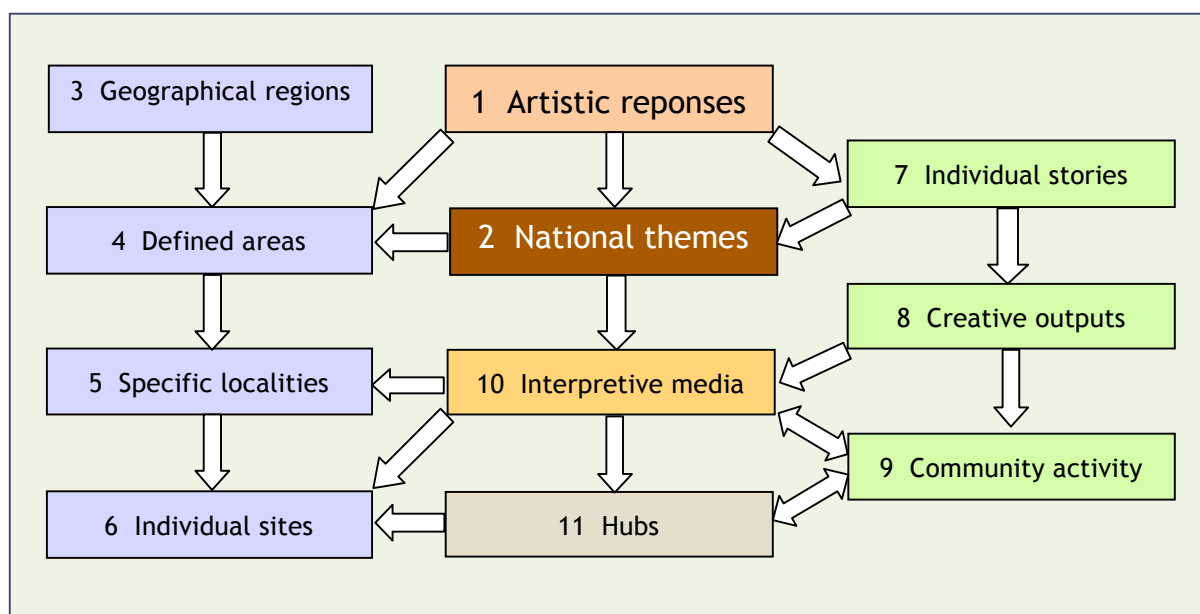 3 Geographical regions
1 Artistic reponses
7 Individual stories
4 Defined areas
2 National themes
8 Creative outputs
5 Specific localities
10 Interpretive media
9 Community activity
6 Individual sites
11 Hubs